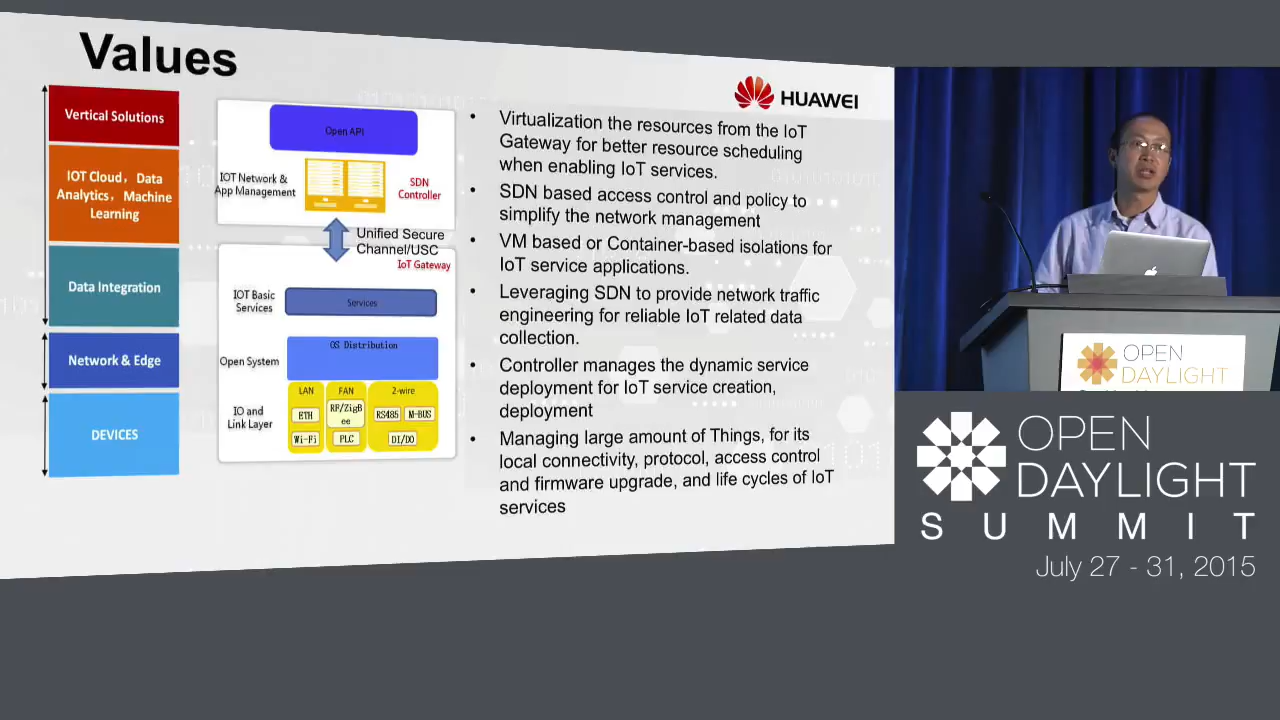 Values
HUAWEI
Vertical Solutions
IOT Cloud, Data
Analytics, Machine
Learning
Data Integration
Network & Edge
DEVICES
Open API
IOT Network &
App Management
SDN
Controller
Unified Secure
Channel/USC
IoT Gateway
IOT Basic
Services
Services
Open System
OS Distribution
IO and
Link Layer
LAN
ETH
Wi-Fi
FAN
RF/ZigB
ee
PLC
2-wire
RS485
M-BUS
DI/DO
• Virtualization the resources from the IoT
Gateway for better resource scheduling
when enabling IoT services.
• SDN based access control and policy to
simplify the network management
• VM based or Container-based isolations for
IoT service applications.
• Leveraging SDN to provide network traffic
engineering for reliable IoT related data
collection.
• Controller manages the dynamic service
deployment for IoT service creation,
deployment
• Managing large amount of Things, for its
local connectivity, protocol, access control
and firmware upgrade, and life cycles of IoT
services
OPEN
DAYLIGHT
OPEN
DAYLIGHT
SUMMIT
July 27 - 31, 2015